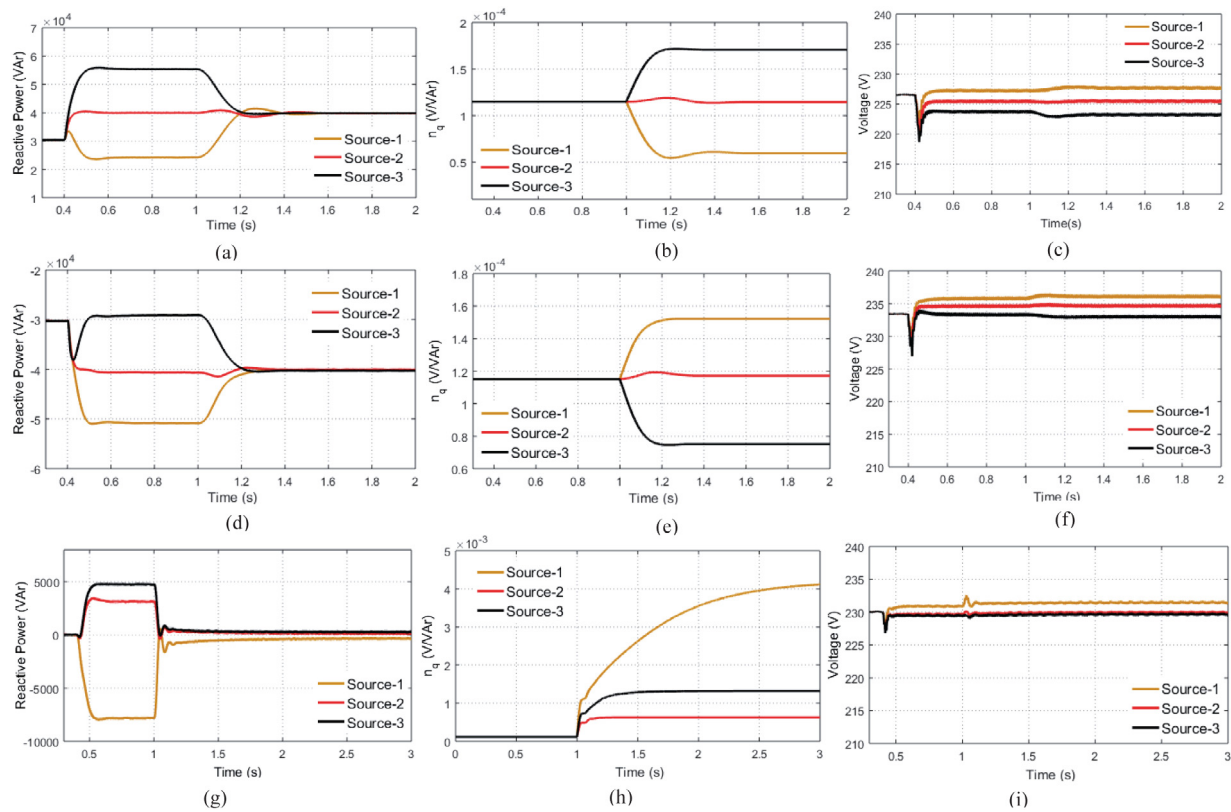 × 10^4
Reactive Power (VAr)
7
6
5
4
3
2
1
Source-1
Source-2
Source-3
0.4 0.6 0.8 1 1.2 1.4 1.6 1.8 2
Time (s)
(a)
× 10^-4
n_q (V/VAr)
2
1.5
1
0.5
Source-1
Source-2
Source-3
0.4 0.6 0.8 1 1.2 1.4 1.6 1.8 2
Time (s)
(b)
Voltage (V)
240
235
230
225
220
215
210
Source-1
Source-2
Source-3
0.4 0.6 0.8 1 1.2 1.4 1.6 1.8 2
Time(s)
(c)
× 10^4
Reactive Power (VAr)
-2
-3
-4
-5
-6
Source-1
Source-2
Source-3
0.4 0.6 0.8 1 1.2 1.4 1.6 1.8 2
Time (s)
(d)
× 10^-4
n_q (V/VAr)
1.8
1.6
1.4
1.2
1
0.8
0.6
Source-1
Source-2
Source-3
0.4 0.6 0.8 1 1.2 1.4 1.6 1.8 2
Time (s)
(e)
Voltage (V)
240
235
230
225
220
215
210
Source-1
Source-2
Source-3
0.4 0.6 0.8 1 1.2 1.4 1.6 1.8 2
Time (s)
(f)
Reactive Power (VAr)
5000
0
-5000
-10000
Source-1
Source-2
Source-3
0.5 1 1.5 2 2.5 3
Time (s)
(g)
× 10^-3
n_q (V/VAr)
5
4
3
2
1
0
Source-1
Source-2
Source-3
0 0.5 1 1.5 2 2.5 3
Time (s)
(h)
Voltage (V)
240
235
230
225
220
215
210
Source-1
Source-2
Source-3
0.5 1 1.5 2 2.5 3
Time (s)
(i)